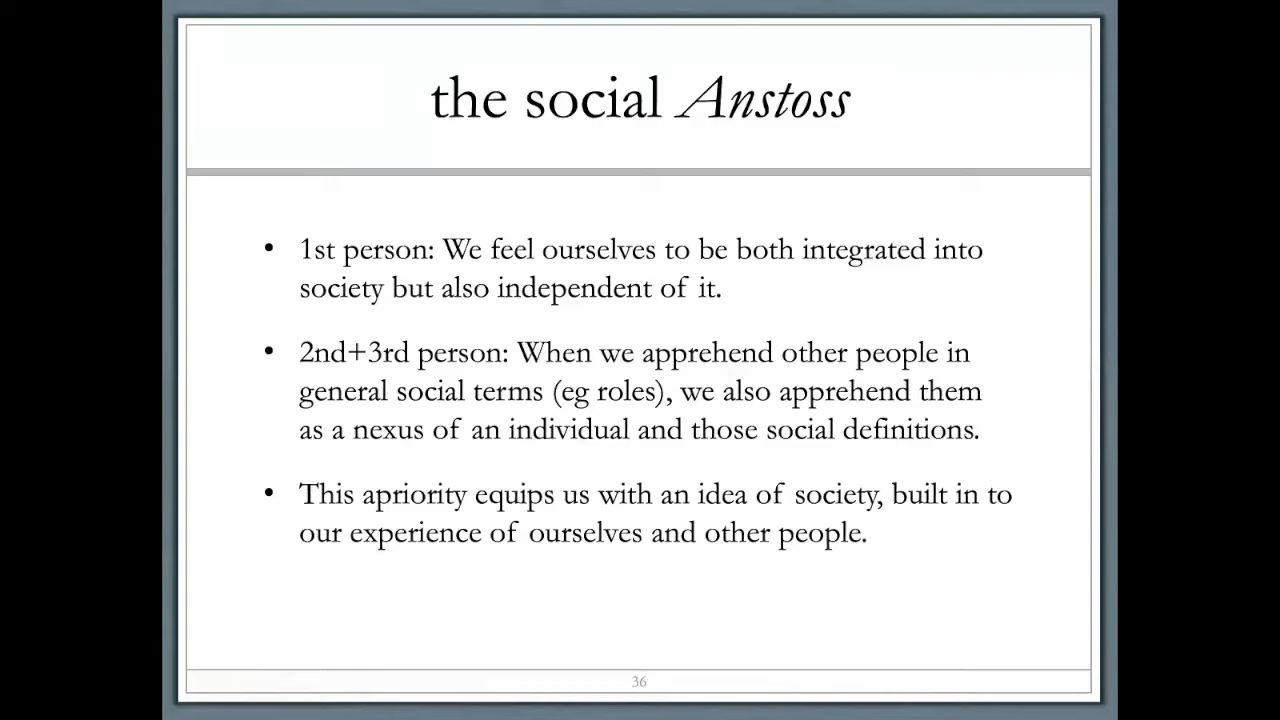 the social Anstoss
• 1st person: We feel ourselves to be both integrated into
society but also independent of it.
• 2nd+3rd person: When we apprehend other people in
general social terms (eg roles), we also apprehend them
as a nexus of an individual and those social definitions.
• This apriority equips us with an idea of society, built in to
our experience of ourselves and other people.
36